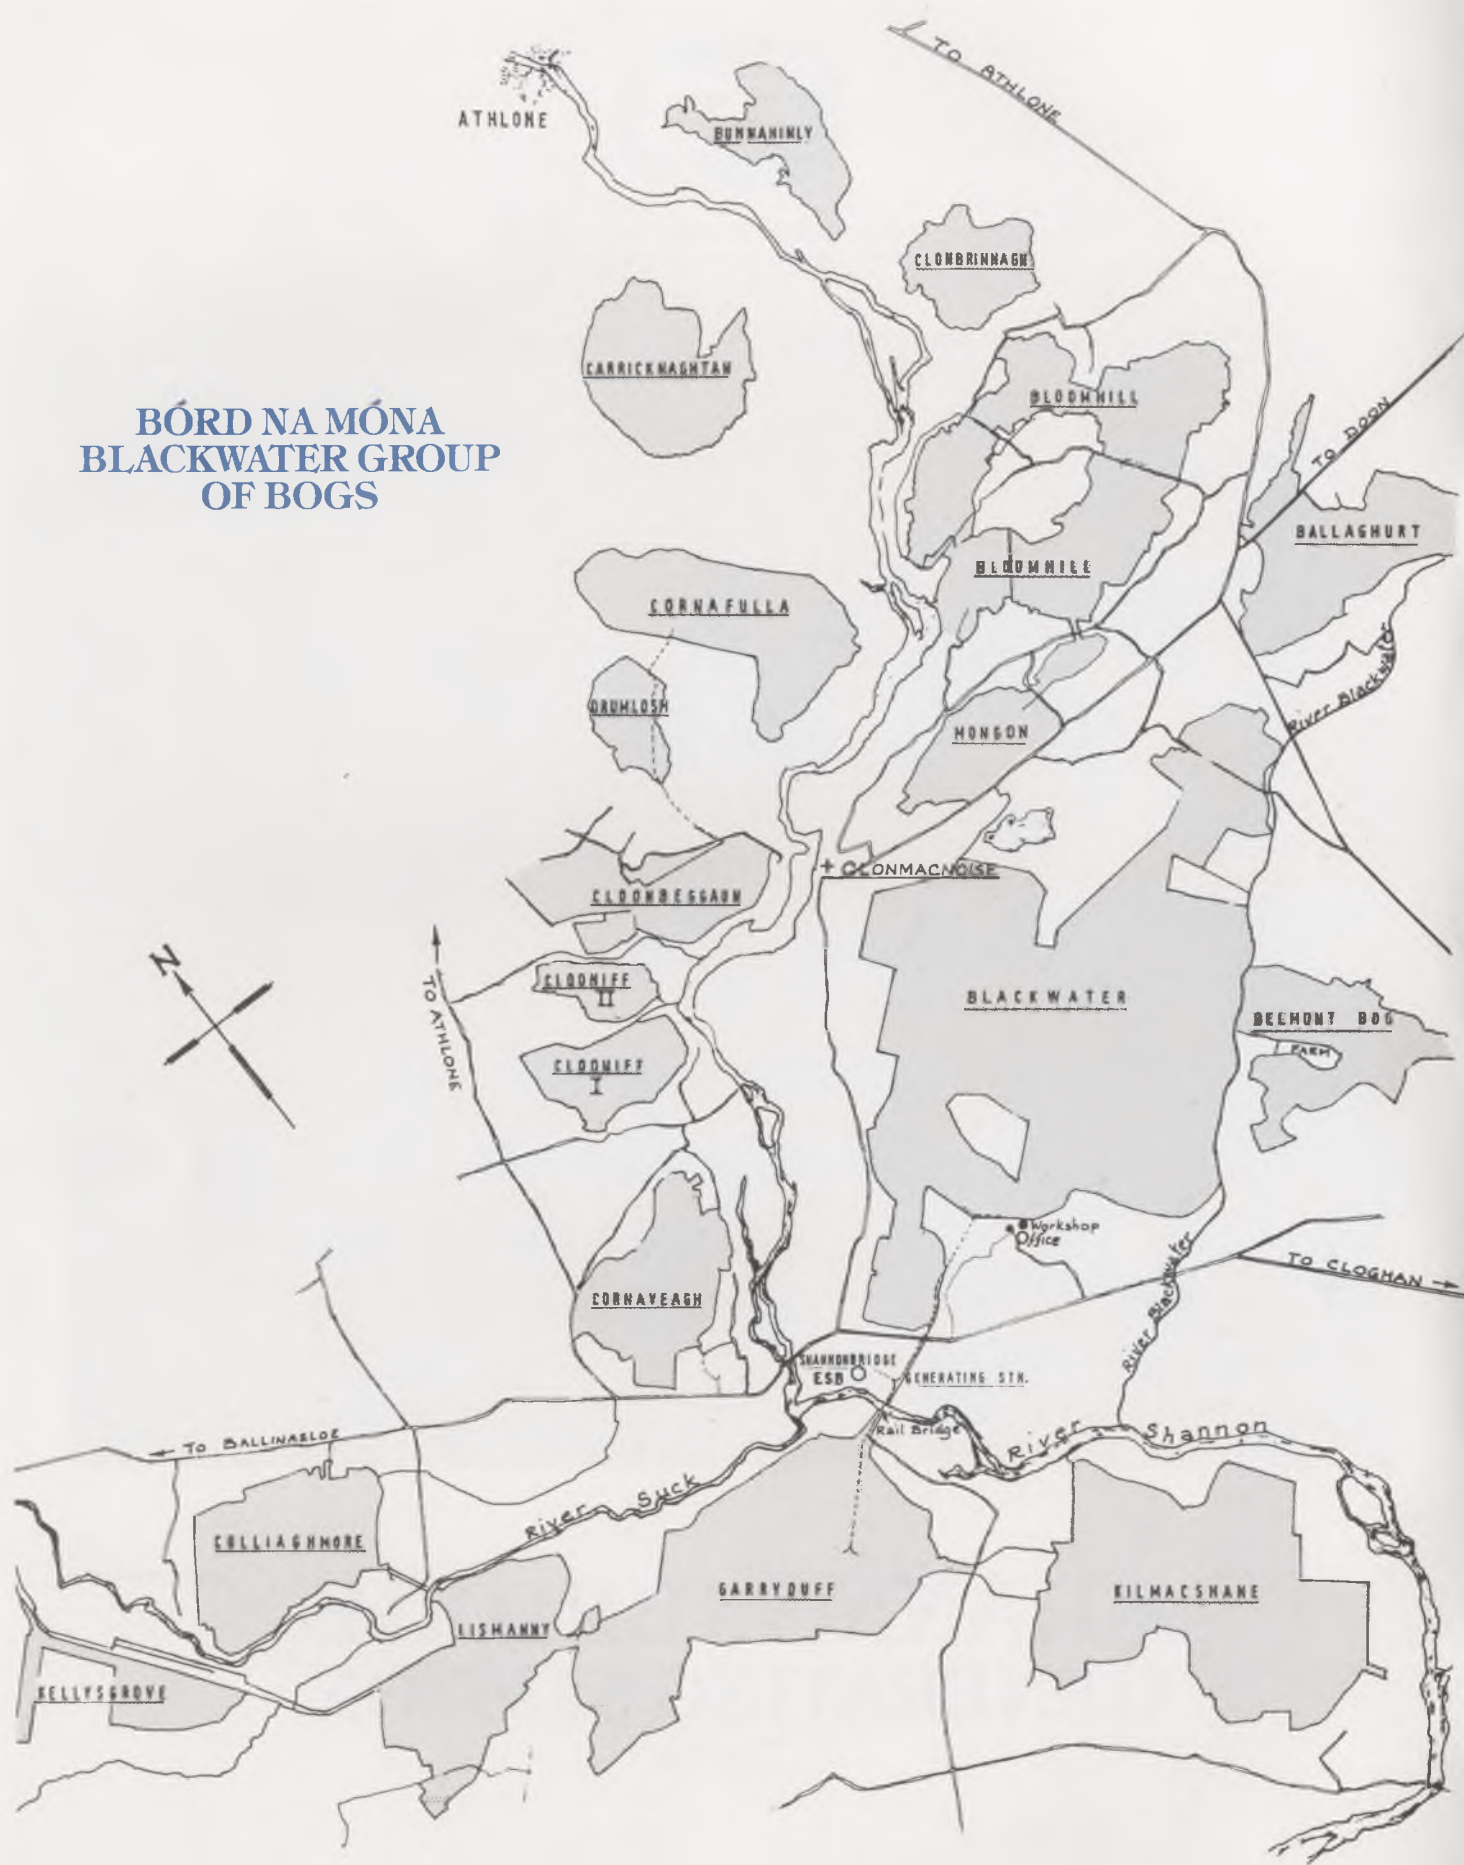 TO ATHLONE
ATHLONE
BUNNAHINLY
CLONBRINNAGH
CARRICKNAGHTAN
BLOOMHILL
BÓRD NA MÓNA
BLACKWATER GROUP
OF BOGS
TO DOON
BALLAGHURT
BLOOMHILL
CORNAFULLA
River Blackwater
DRUMLOSH
MONGON
+ CLONMACNOISE
CLOONBEGGAUN
N
TO ATHLONE
CLOONIFF
II
BLACKWATER
BELMONT BOG
FARM
CLOONIFF
I
Workshop
Office
CORNAVEAGH
TO CLOGHAN
River Blackwater
SHANNONBRIDGE
ESB
GENERATING STN.
Rail Bridge
River Shannon
TO BALLINASLOE
River Suck
CULLIAGHMORE
GARRYDUFF
KILMACSHANE
LISMANNY
KELLYSGROVE